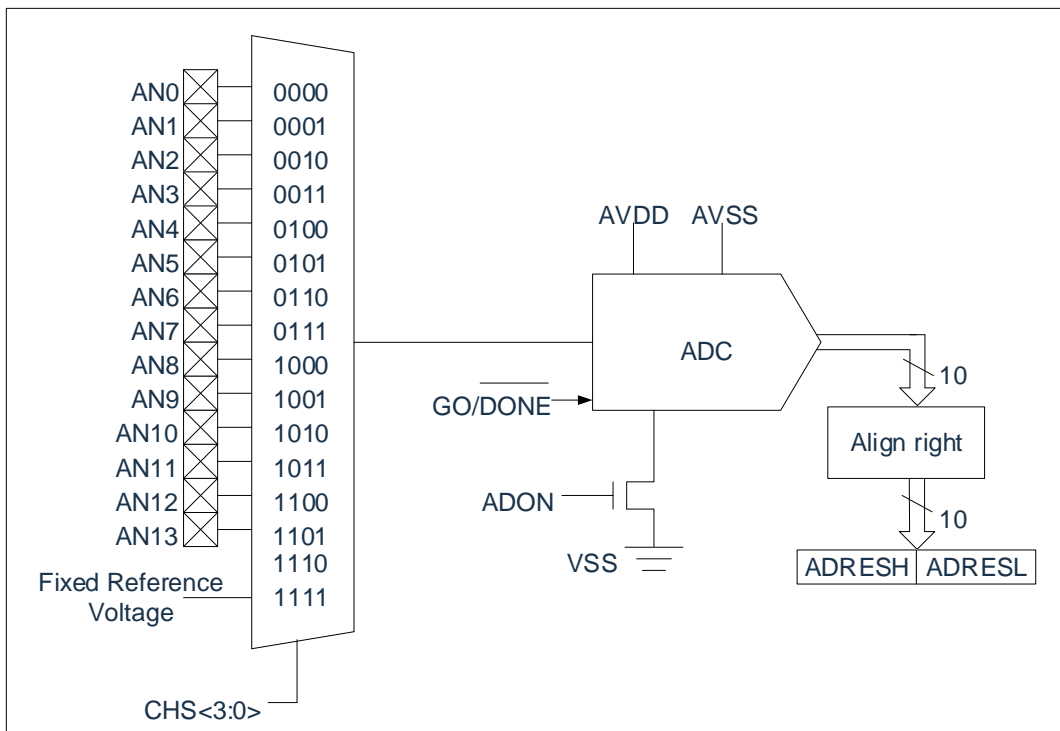 AN0
0000
AN1
0001
AN2
0010
AN3
0011
AN4
0100
AN5
0101
AN6
0110
AN7
0111
AN8
1000
AN9
1001
AN10
1010
AN11
1011
AN12
1100
AN13
1101
1110
Fixed Reference
Voltage
1111
CHS<3:0>
AVDD
AVSS
ADC
GO/DONE
ADON
VSS
10
Align right
10
ADRESH
ADRESL